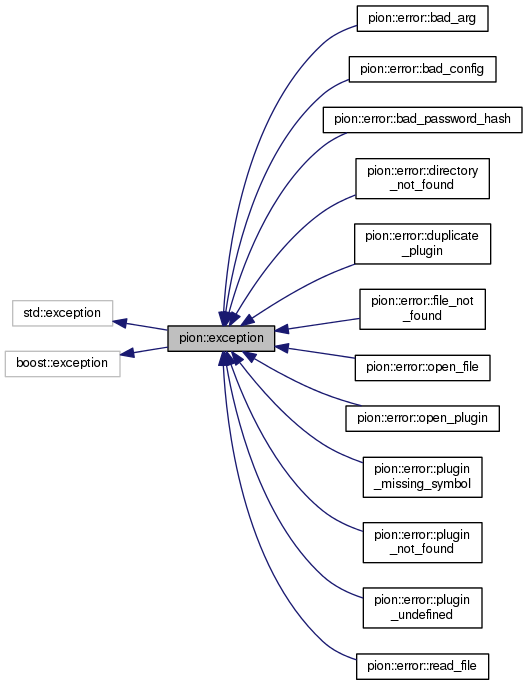 std::exception
boost::exception
pion::exception
pion::error::bad_arg
pion::error::bad_config
pion::error::bad_password_hash
pion::error::directory
_not_found
pion::error::duplicate
_plugin
pion::error::file_not
_found
pion::error::open_file
pion::error::open_plugin
pion::error::plugin
_missing_symbol
pion::error::plugin
_not_found
pion::error::plugin
_undefined
pion::error::read_file